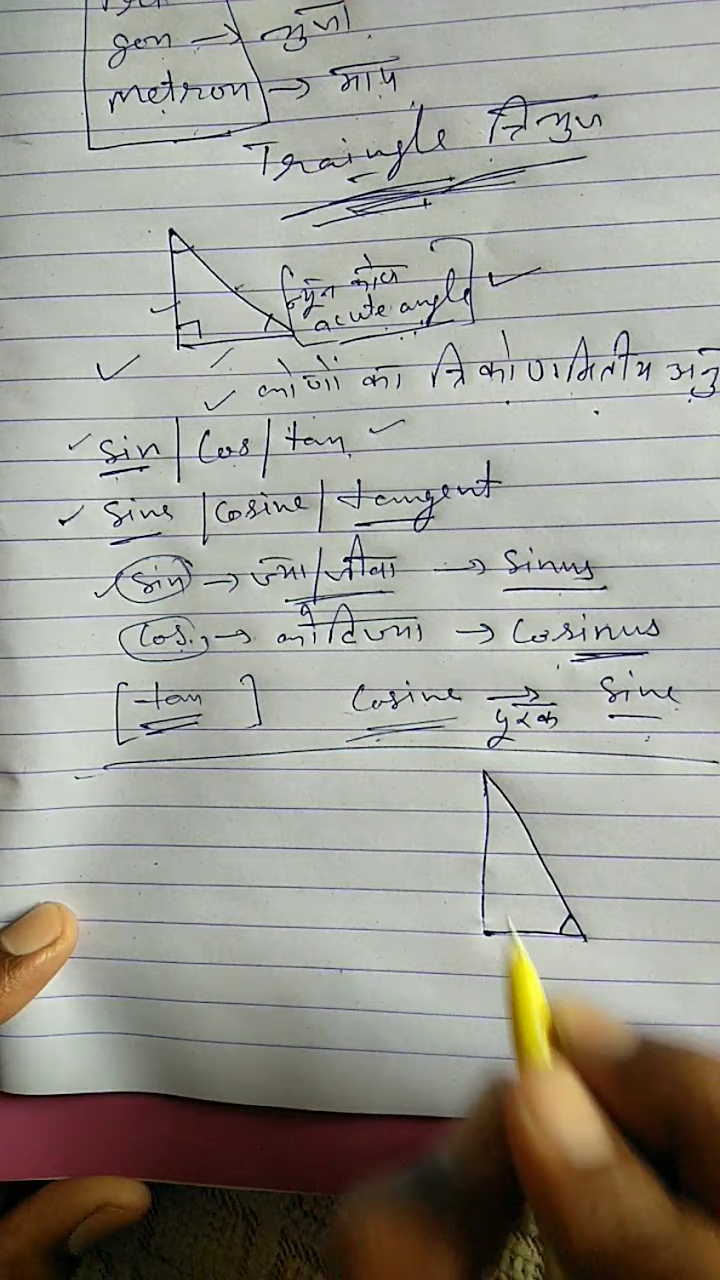 gon → भुजा
metron → माप
Traingle त्रिभुज
न्यून कोण
acute angle
कोणों का त्रिकोणमितीय अनु
sin | Cos | tan
Sine | Cosine | tangent
Sin → ज्या/जीवा → Sinus
Cos. → कोटिज्या → Cosinus
[tan] Cosine → Sine
पूरक